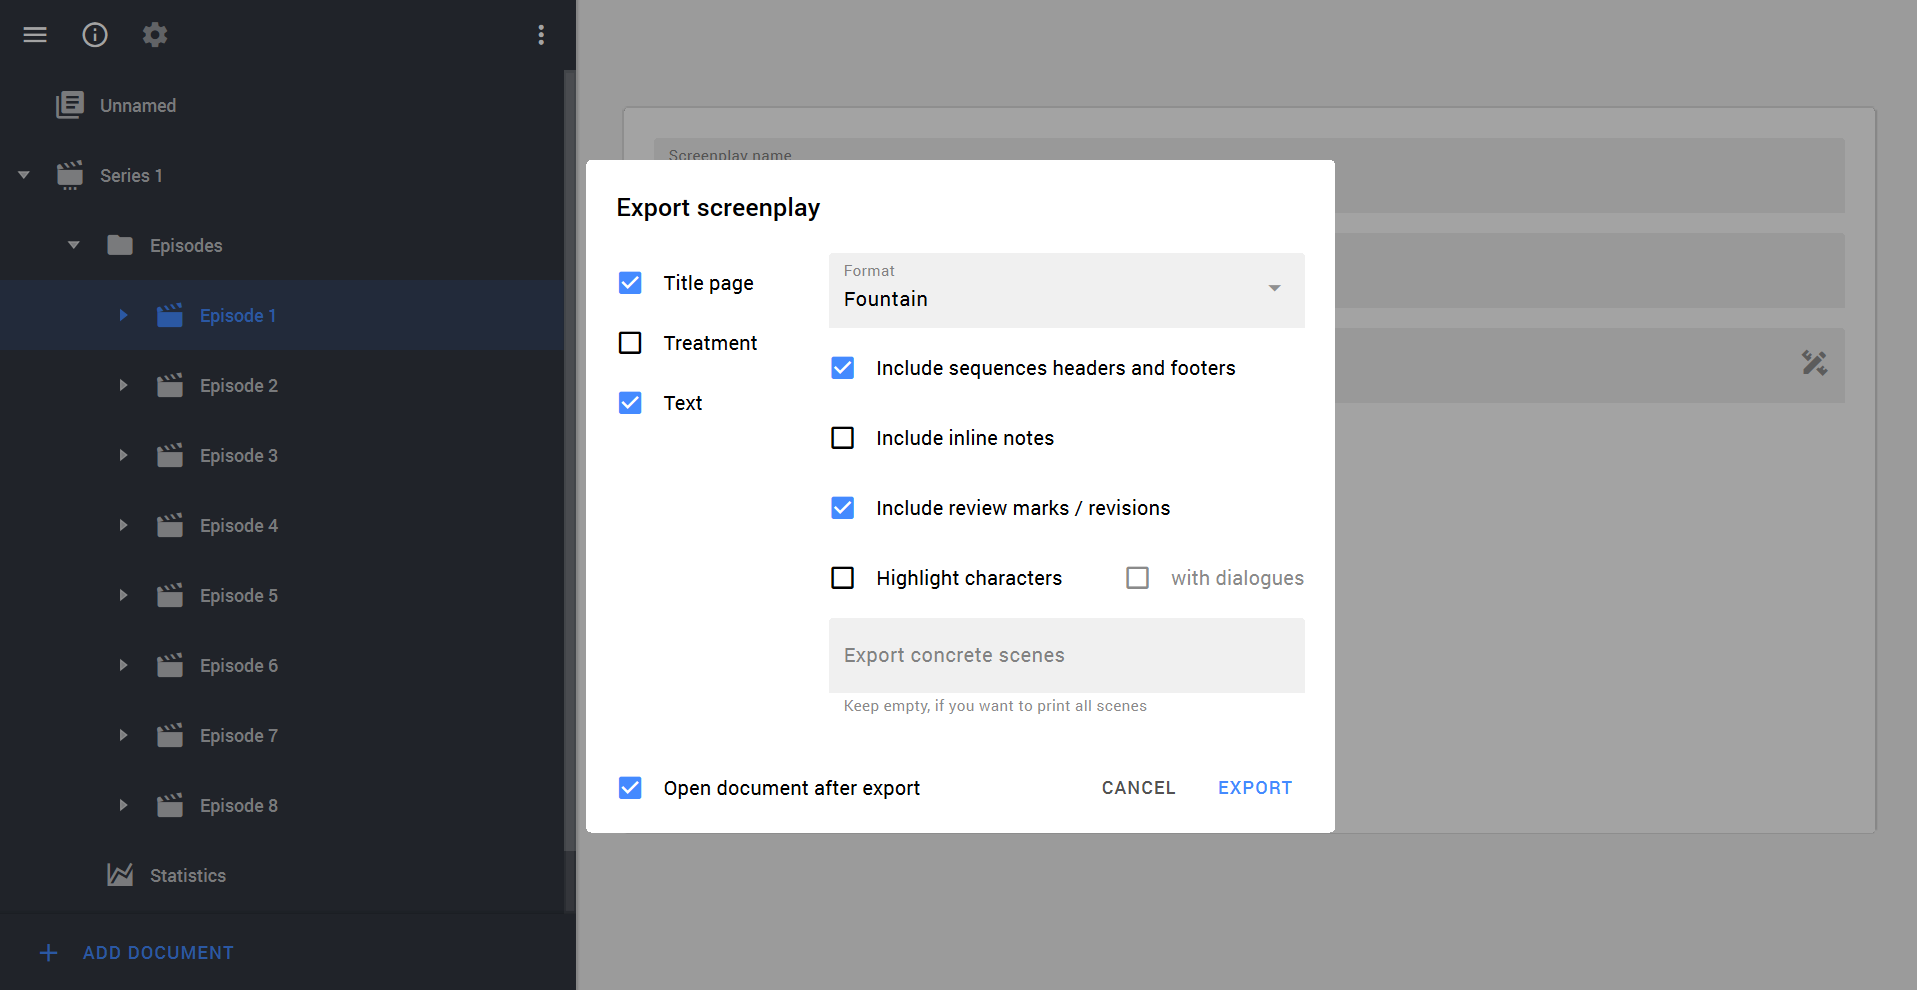 Unnamed
Series 1
Episodes
Episode 1
Episode 2
Episode 3
Episode 4
Episode 5
Episode 6
Episode 7
Episode 8
Statistics
ADD DOCUMENT
Screenplay name
Export screenplay
Title page
Treatment
Text
Format
Fountain
Include sequences headers and footers
Include inline notes
Include review marks / revisions
Highlight characters with dialogues
Export concrete scenes
Keep empty, if you want to print all scenes
Open document after export
CANCEL EXPORT